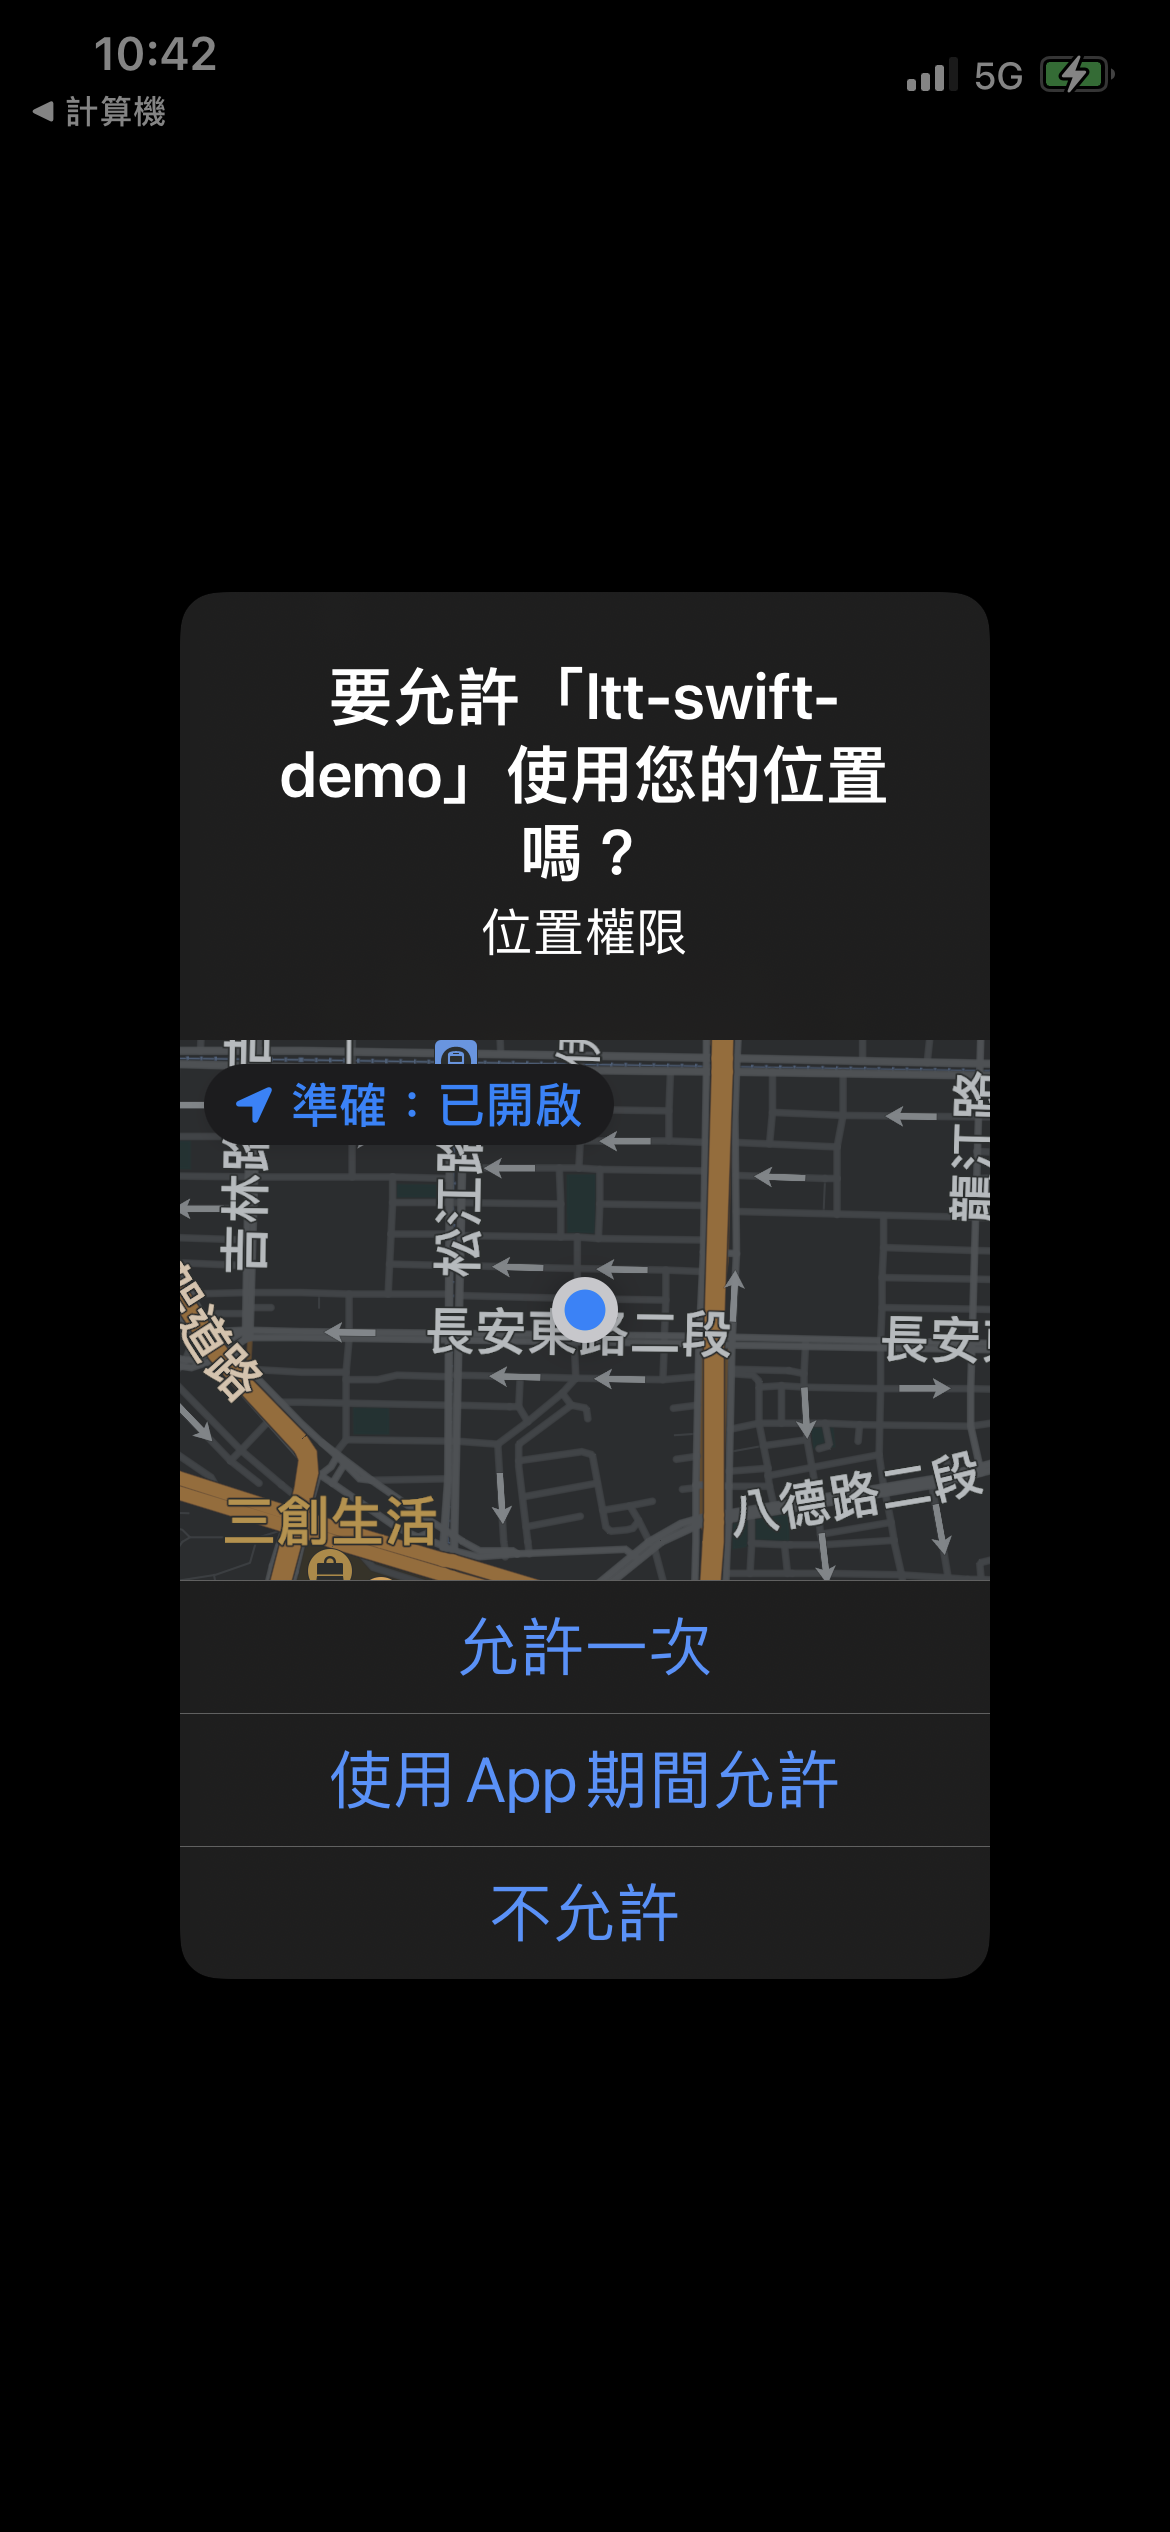 10:42
5G
◀ 計算機
要允許「ltt-swift-
demo」使用您的位置
嗎？
位置權限
準確：已開啟
吉林路
松江路
龍江路
長安東路二段
長安
道路
八德路二段
三創生活
允許一次
使用 App 期間允許
不允許